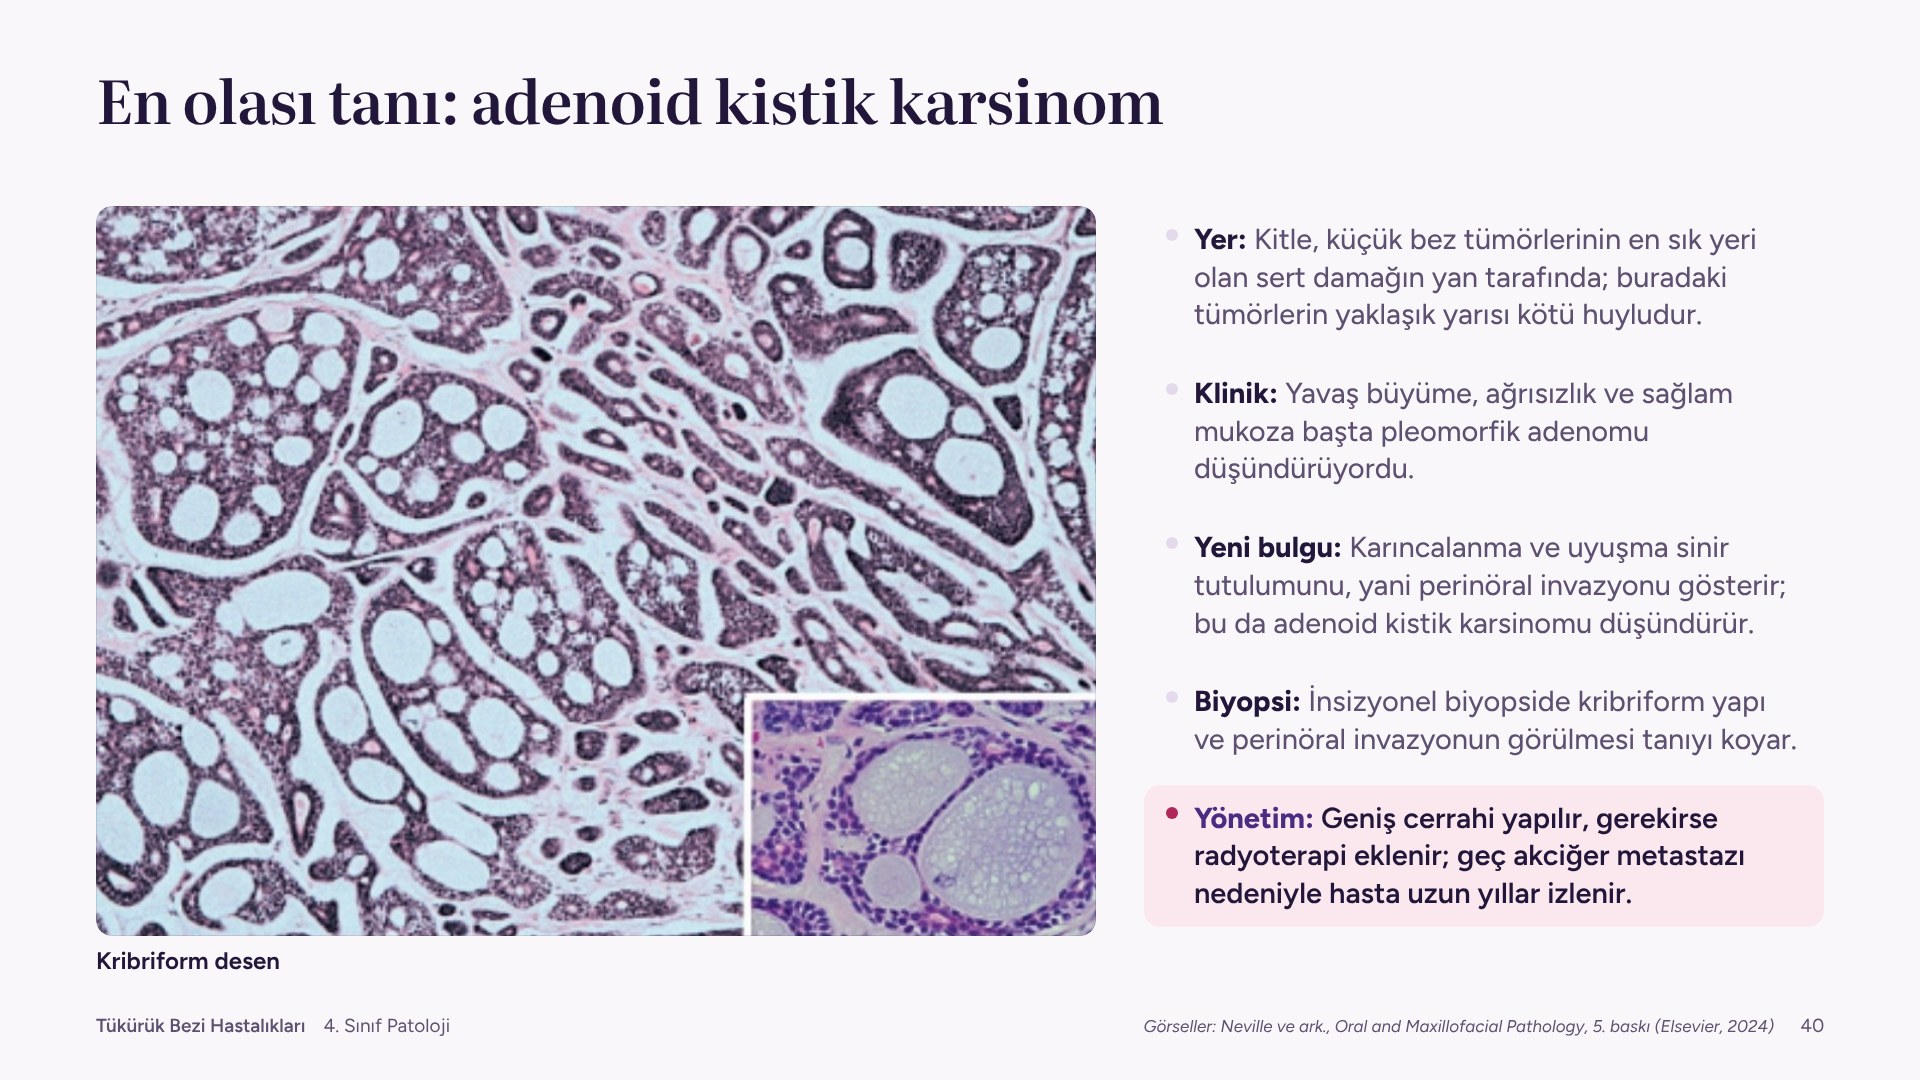 En olası tanı: adenoid kistik karsinom
Yer: Kitle, küçük bez tümörlerinin en sık yeri
olan sert damağın yan tarafında; buradaki
tümörlerin yaklaşık yarısı kötü huyludur.
Klinik: Yavaş büyüme, ağrısızlık ve sağlam
mukoza başta pleomorfik adenomu
düşündürüyordu.
Yeni bulgu: Karıncalanma ve uyuşma sinir
tutulumunu, yani perinöral invazyonu gösterir;
bu da adenoid kistik karsinomu düşündürür.
Biyopsi: İnsizyonel biyopside kribriform yapı
ve perinöral invazyonun görülmesi tanıyı koyar.
Yönetim: Geniş cerrahi yapılır, gerekirse
radyoterapi eklenir; geç akciğer metastazı
nedeniyle hasta uzun yıllar izlenir.
Kribriform desen
Tükürük Bezi Hastalıkları 4. Sınıf Patoloji
Görseller: Neville ve ark., Oral and Maxillofacial Pathology, 5. baskı (Elsevier, 2024) 40